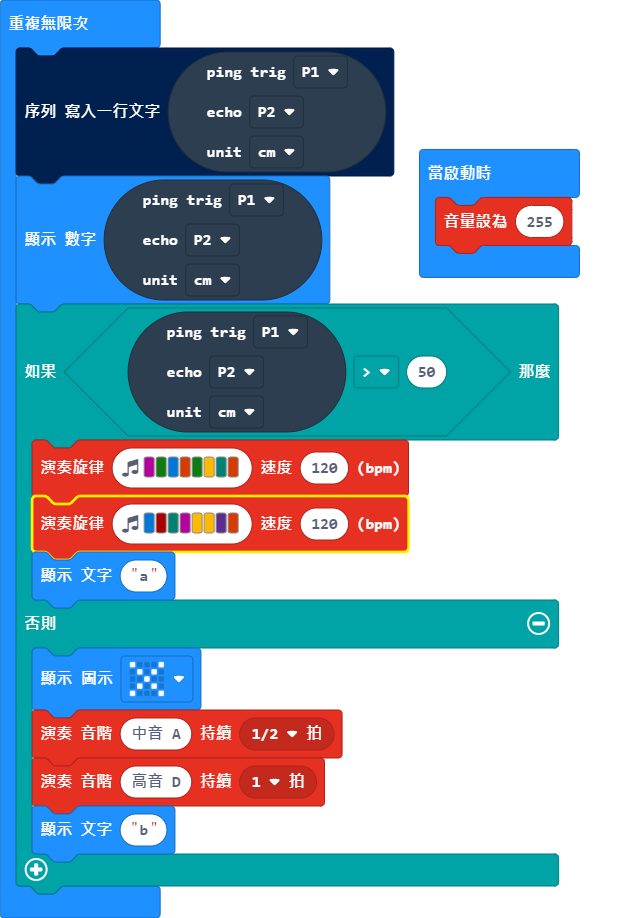 重複無限次
序列 寫入一行文字 ping trig P1
echo P2
unit cm
顯示 數字 ping trig P1
echo P2
unit cm
如果 ping trig P1
echo P2
unit cm
> 50 那麼
演奏旋律 速度 120 (bpm)
演奏旋律 速度 120 (bpm)
顯示 文字 "a"
否則
顯示 圖示
演奏 音階 中音 A 持續 1/2 拍
演奏 音階 高音 D 持續 1 拍
顯示 文字 "b"
當啟動時
音量設為 255